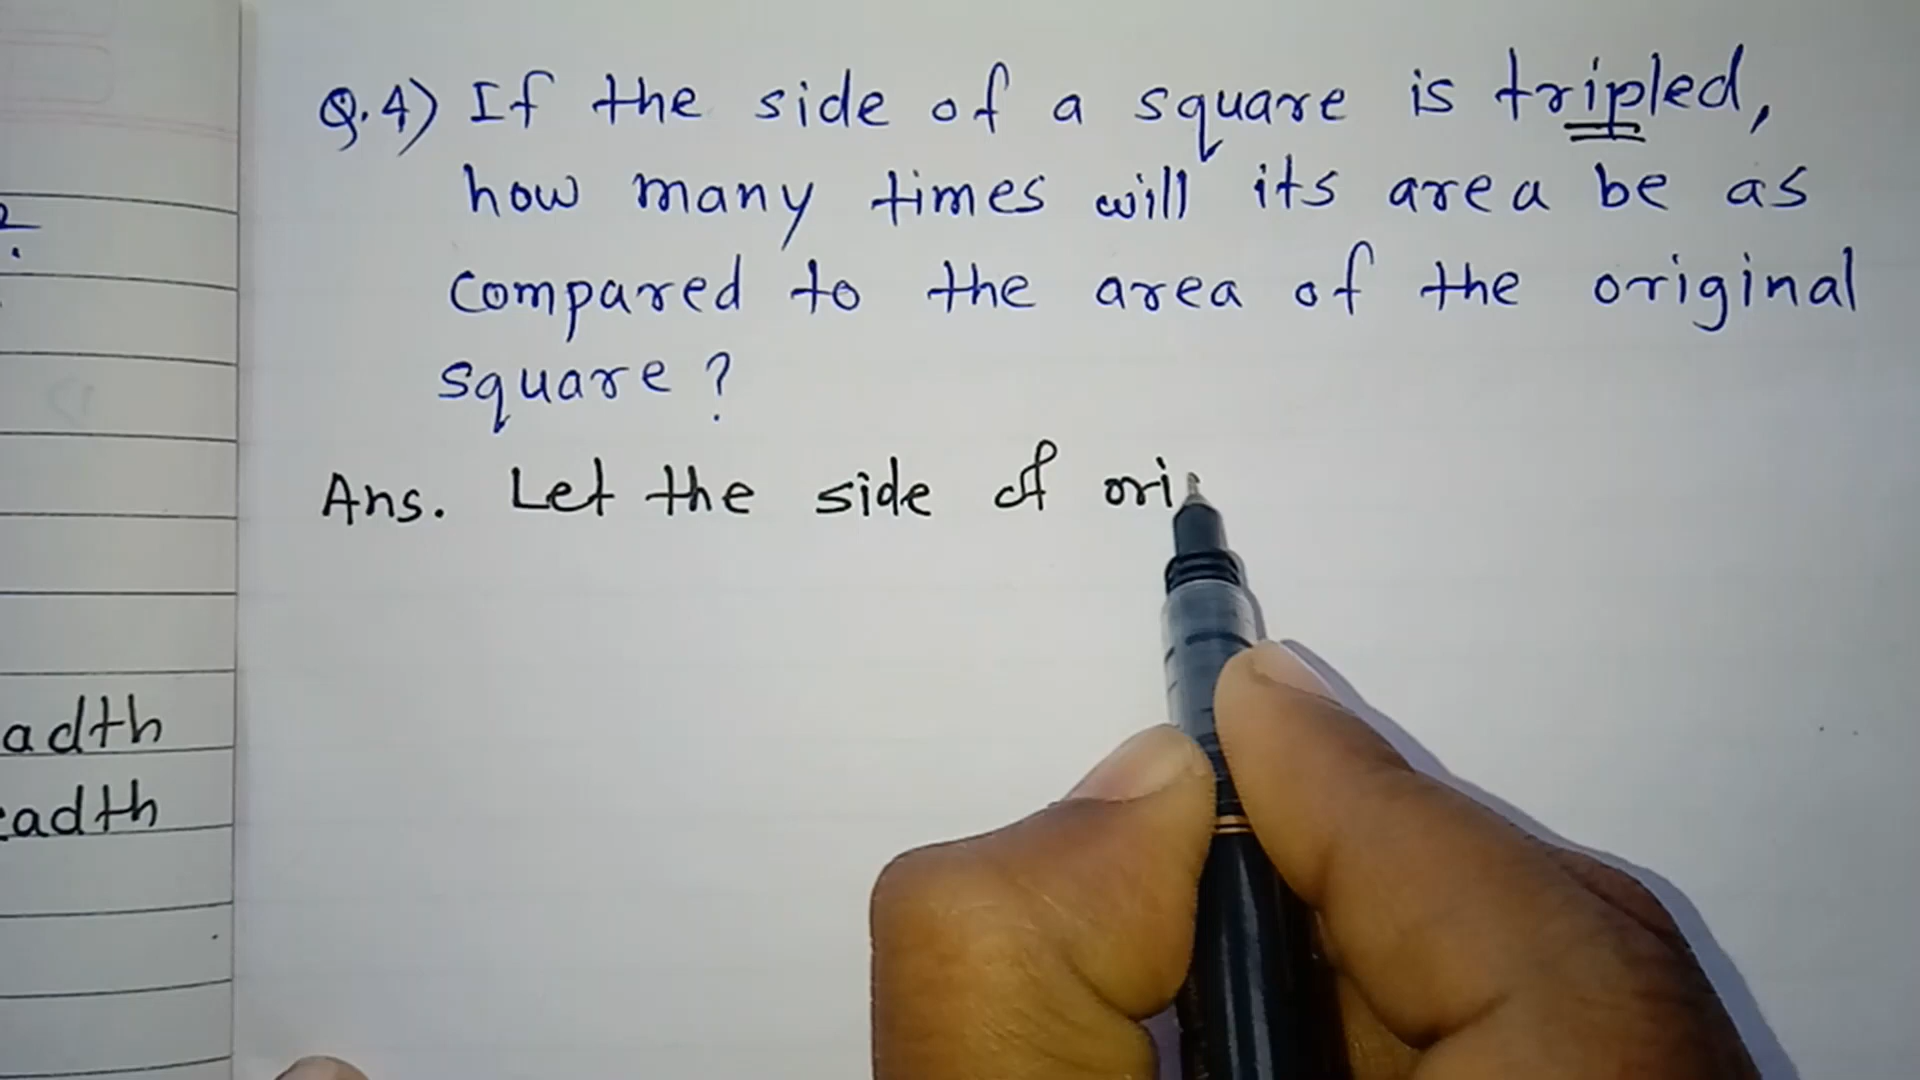 Q.4) If the side of a square is tripled,
how many times will its area be as
compared to the area of the original
square?
Ans. Let the side of ori
?
adth
eadth